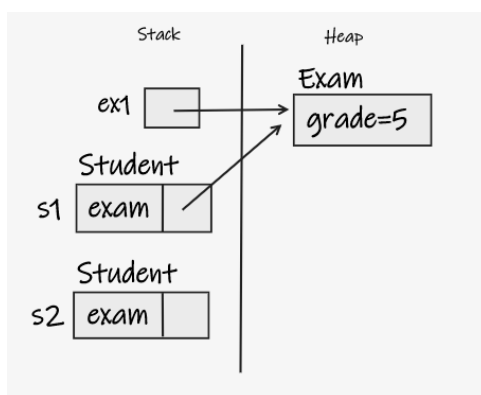 Stack
Heap
Exam
ex1
grade=5
Student
s1 exam
Student
s2 exam